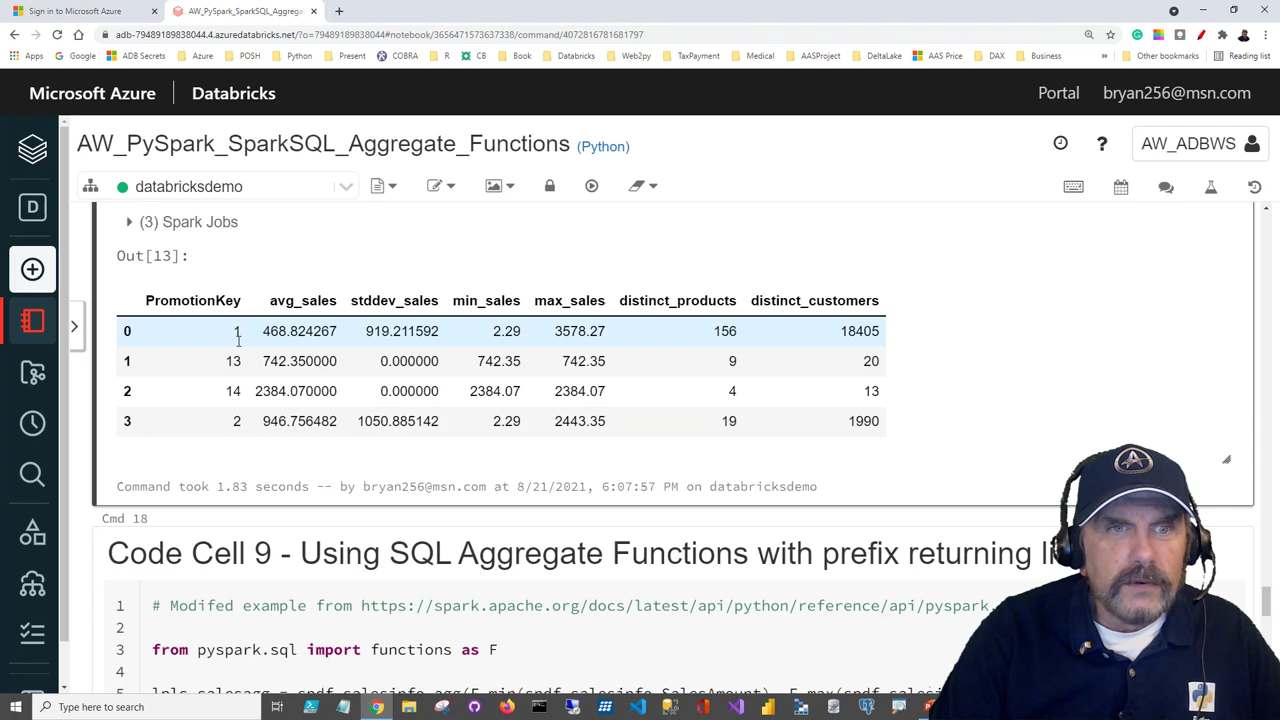 Sign in to Microsoft Azure
AW_PySpark_SparkSQL_Aggrega
adb-79489189838044.4.azuredatabricks.net/?o=79489189838044#notebook/3656471573637338/command/4072816781681797
Apps Google ADB Secrets Azure POSH Python Present COBRA R CB Book Databricks Web2py TaxPayment Medical AASProject DeltaLake AAS Price DAX Business » Other bookmarks Reading list
Microsoft Azure Databricks Portal bryan256@msn.com
AW_PySpark_SparkSQL_Aggregate_Functions (Python) ? AW_ADBWS
databricksdemo
D
(3) Spark Jobs
Out[13]:
PromotionKey avg_sales stddev_sales min_sales max_sales distinct_products distinct_customers
0 1 468.824267 919.211592 2.29 3578.27 156 18405
1 13 742.350000 0.000000 742.35 742.35 9 20
2 14 2384.070000 0.000000 2384.07 2384.07 4 13
3 2 946.756482 1050.885142 2.29 2443.35 19 1990
Command took 1.83 seconds -- by bryan256@msn.com at 8/21/2021, 6:07:57 PM on databricksdemo
Cmd 18
Code Cell 9 - Using SQL Aggregate Functions with prefix returning li
1 # Modifed example from https://spark.apache.org/docs/latest/api/python/reference/api/pyspark.
2
3 from pyspark.sql import functions as F
4
Type here to search